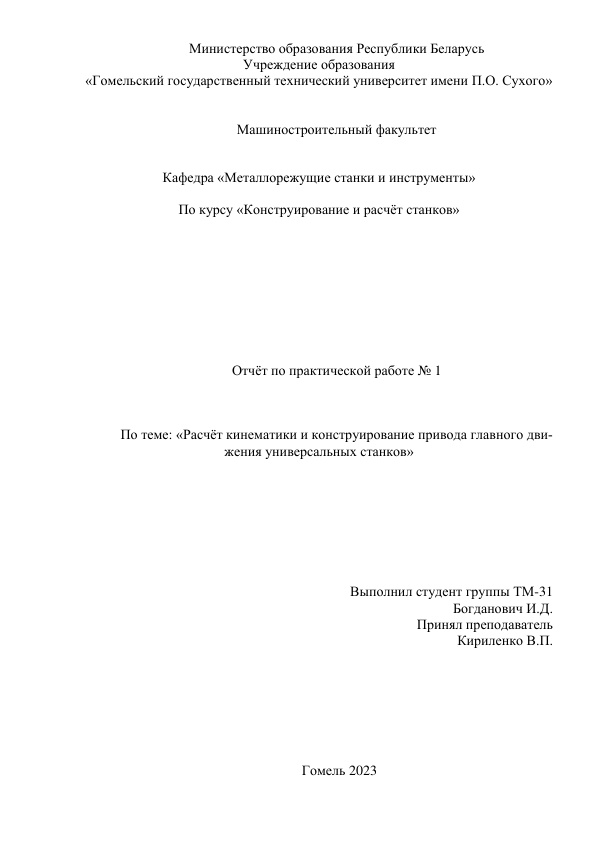 Министерство образования Республики Беларусь
Учреждение образования
«Гомельский государственный технический университет имени П.О. Сухого»
Машиностроительный факультет
Кафедра «Металлорежущие станки и инструменты»
По курсу «Конструирование и расчёт станков»
Отчёт по практической работе № 1
По теме: «Расчёт кинематики и конструирование привода главного дви-
жения универсальных станков»
Выполнил студент группы ТМ-31
Богданович И.Д.
Принял преподаватель
Кириленко В.П.
Гомель 2023